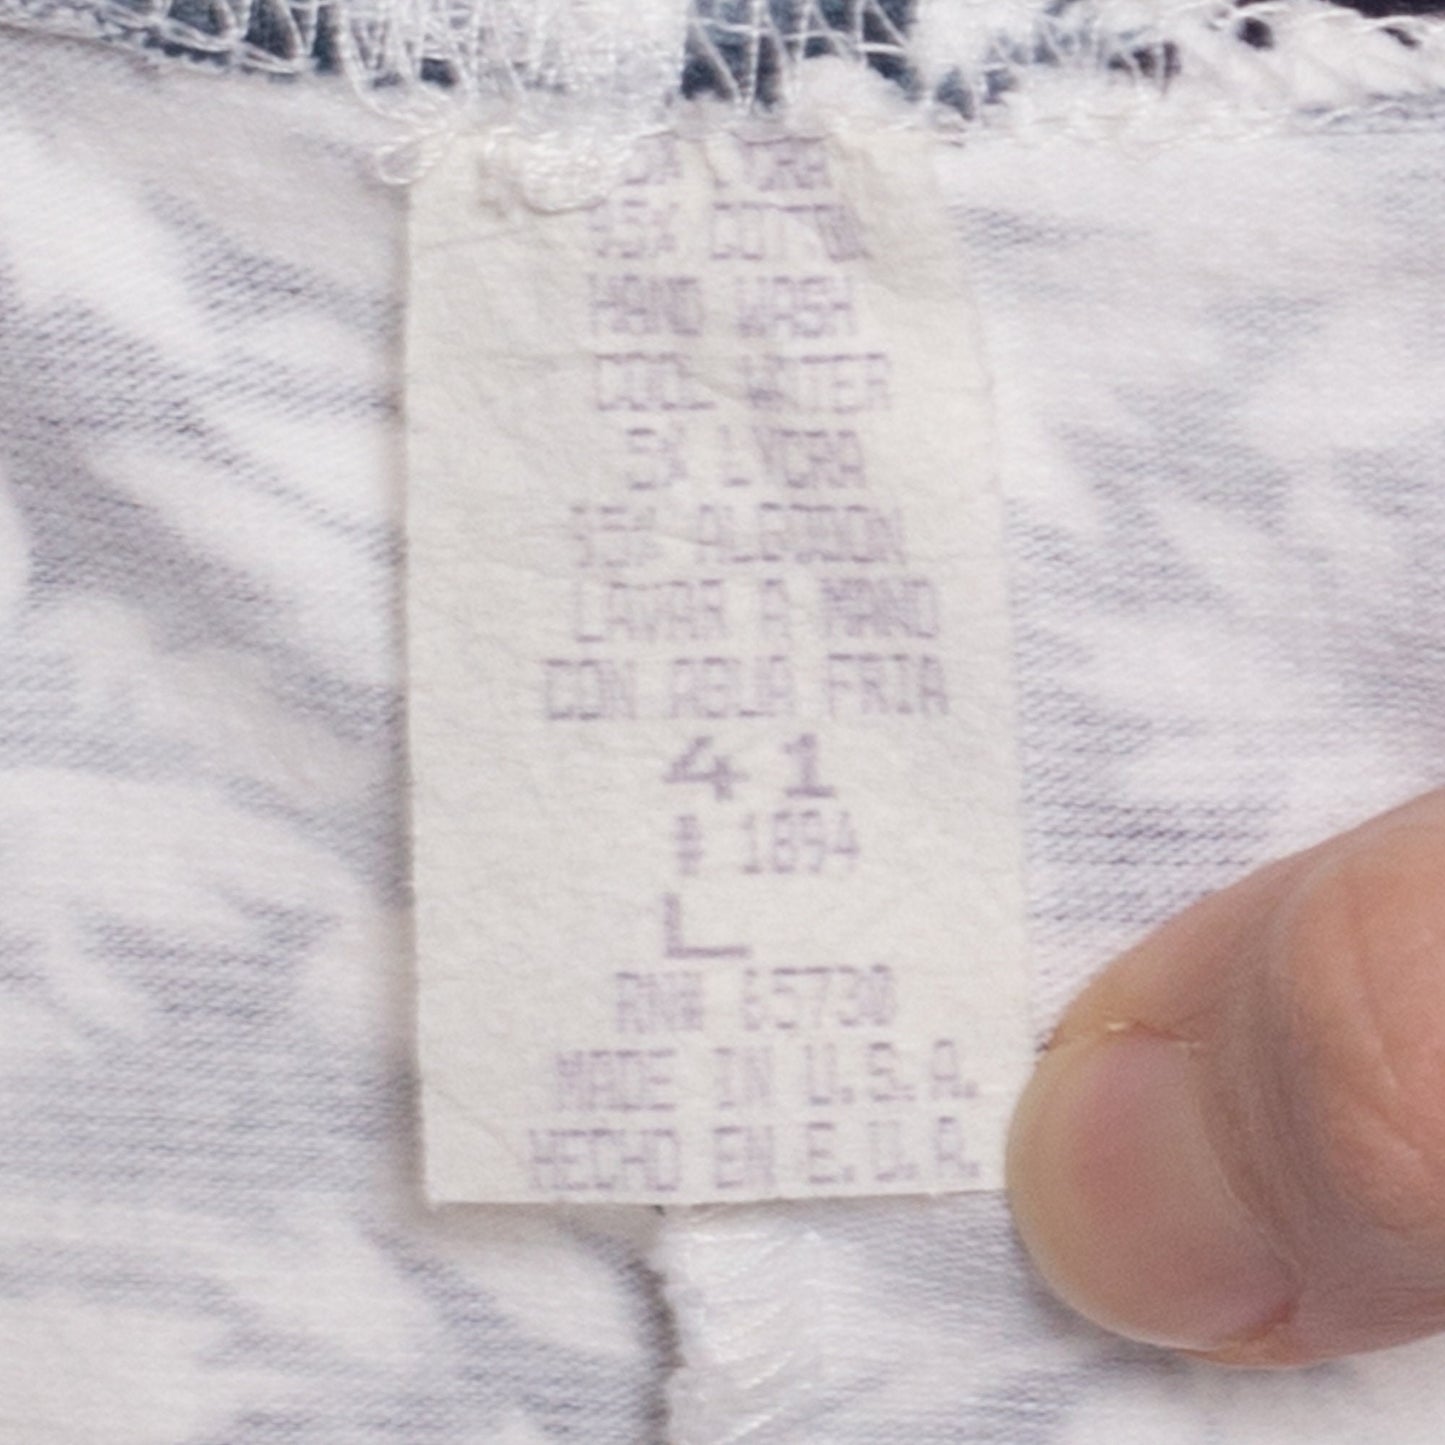 5% LYCRA
95% COTTON
HAND WASH
COOL WATER
5% LYCRA
95% ALGODON
LAVAR A MANO
CON AGUA FRIA
41
# 1894
L
RN# 65730
MADE IN U.S.A.
HECHO EN E.U.A.